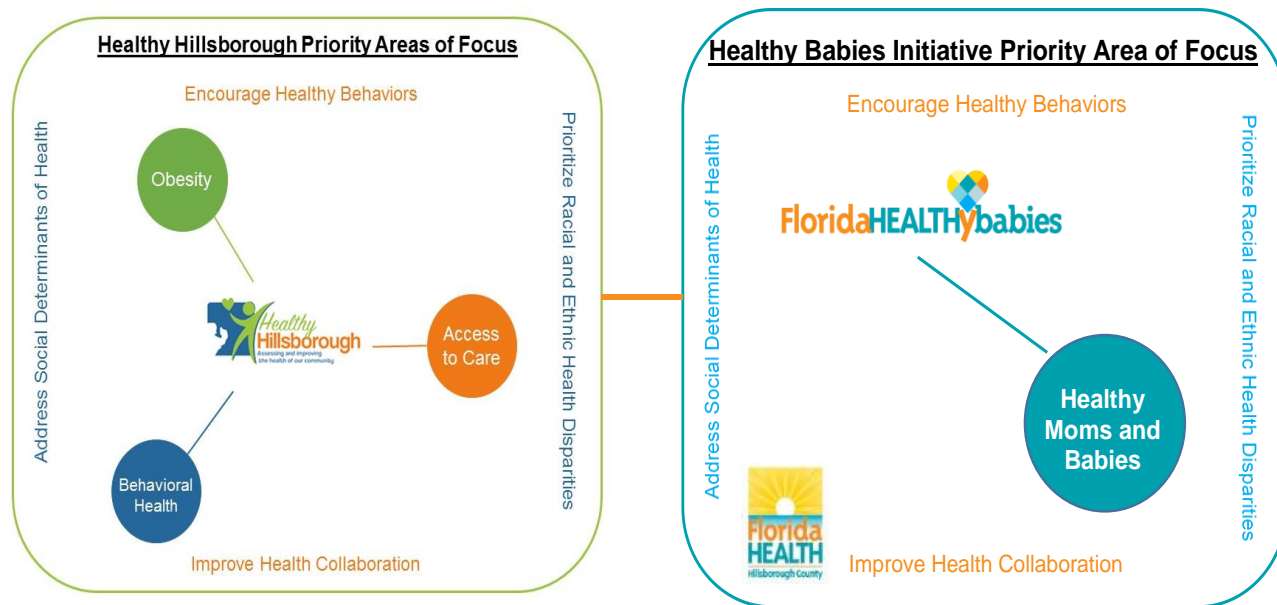 Healthy Hillsborough Priority Areas of Focus
Encourage Healthy Behaviors
Address Social Determinants of Health
Prioritize Racial and Ethnic Health Disparities
Obesity
Healthy
Hillsborough
Assessing and improving
the health of our community
Access
to Care
Behavioral
Health
Improve Health Collaboration
Healthy Babies Initiative Priority Area of Focus
Encourage Healthy Behaviors
Address Social Determinants of Health
Prioritize Racial and Ethnic Health Disparities
FloridaHEALTHybabies
Healthy
Moms and
Babies
Florida
HEALTH
Hillsborough County
Improve Health Collaboration